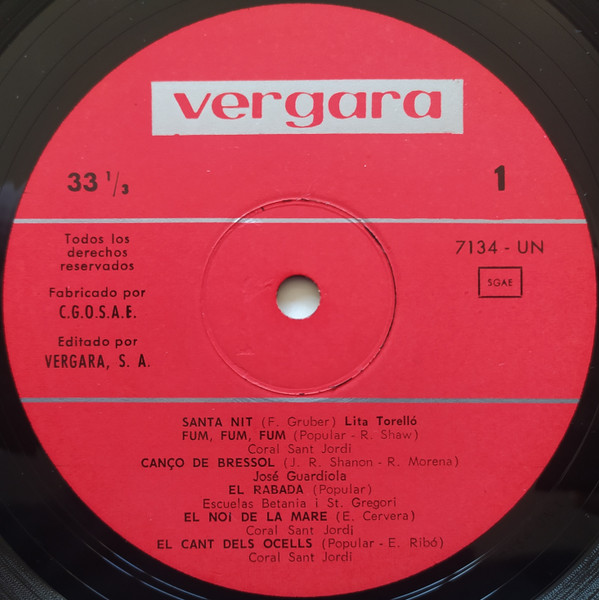 vergara
33 1/3
1
Todos los
derechos
reservados
7134 - UN
SGAE
Fabricado por
C.G.O.S.A.E.
Editado por
VERGARA, S. A.
SANTA NIT (F. Gruber) Lita Torelló
FUM, FUM, FUM (Popular - R. Shaw)
Coral Sant Jordi
CANÇO DE BRESSOL (J. R. Shanon - R. Morena)
José Guardiola
EL RABADA (Popular)
Escuelas Betania i St. Gregori
EL NOI DE LA MARE (E. Cervera)
Coral Sant Jordi
EL CANT DELS OCELLS (Popular - E. Ribó)
Coral Sant Jordi